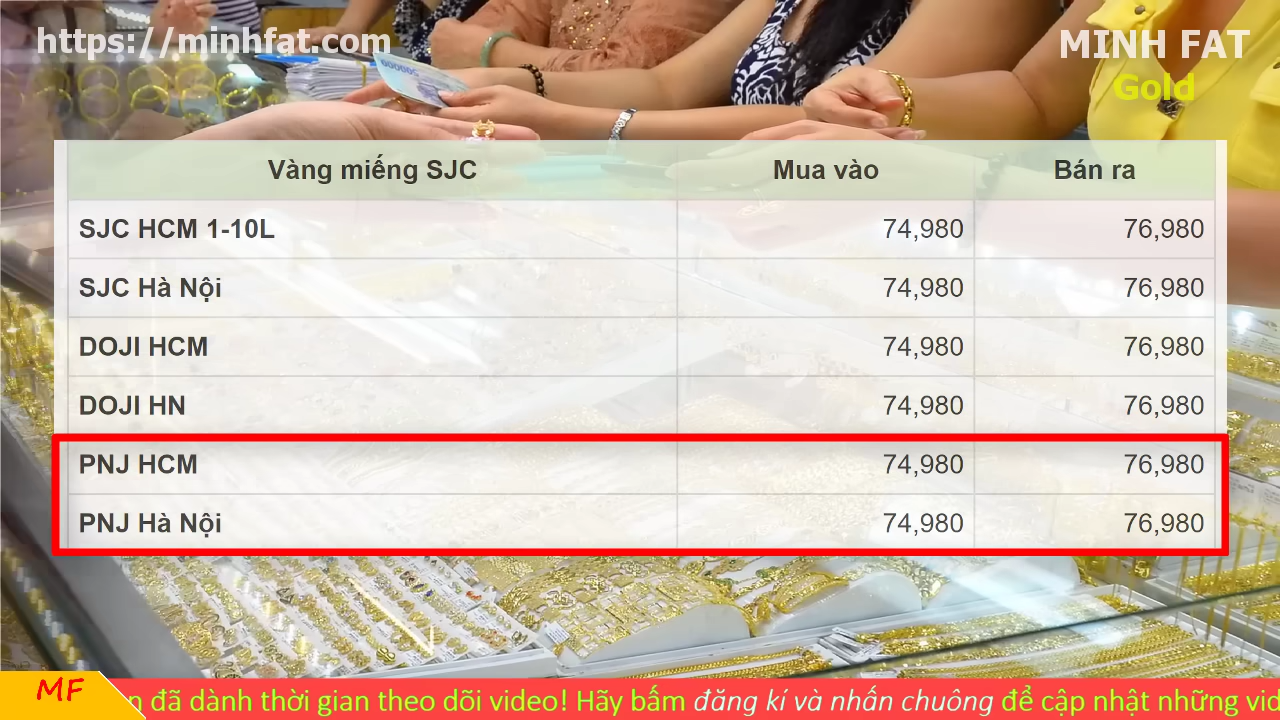 https://minhfat.com
MINH FAT
Gold
Vàng miếng SJC Mua vào Bán ra
SJC HCM 1-10L 74,980 76,980
SJC Hà Nội 74,980 76,980
DOJI HCM 74,980 76,980
DOJI HN 74,980 76,980
PNJ HCM 74,980 76,980
PNJ Hà Nội 74,980 76,980
MF
đã dành thời gian theo dõi video! Hãy bấm đăng kí và nhấn chuông để cập nhật những